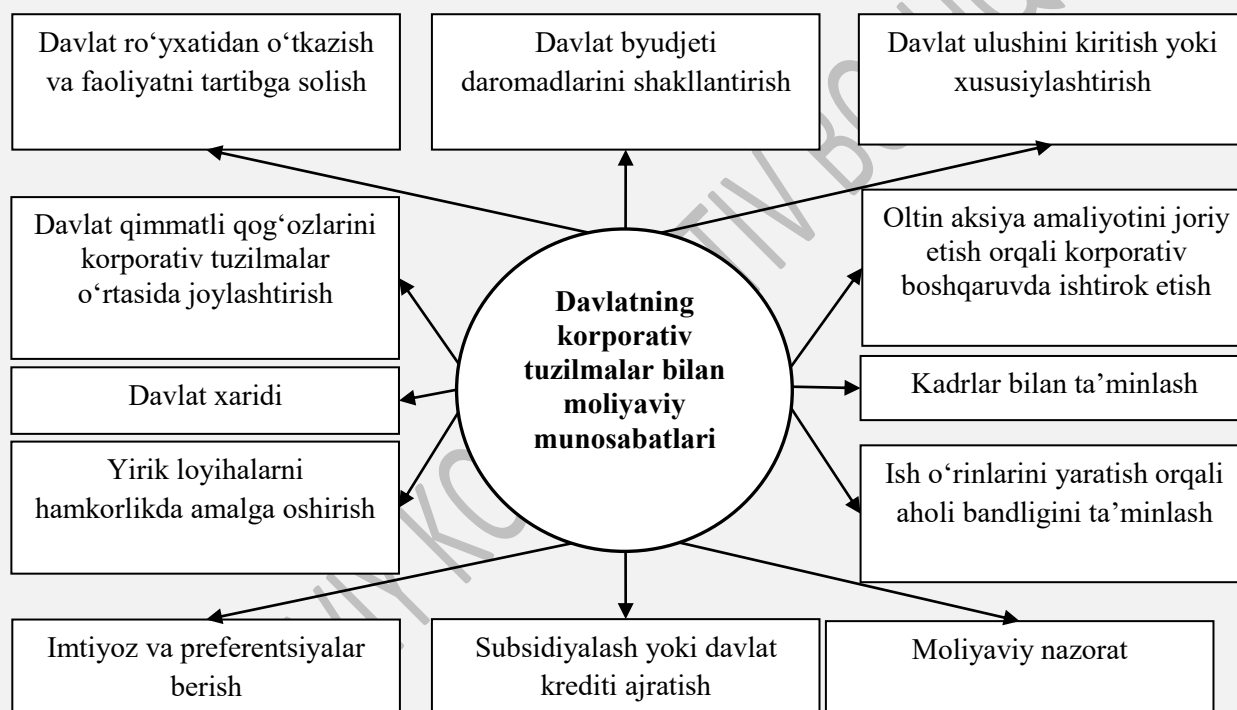 Davlat ro‘yxatidan o‘tkazish
va faoliyatni tartibga solish
Davlat byudjeti
daromadlarini shakllantirish
Davlat ulushini kiritish yoki
xususiylashtirish
Davlat qimmatli qog‘ozlarini
korporativ tuzilmalar
o‘rtasida joylashtirish
Oltin aksiya amaliyotini joriy
etish orqali korporativ
boshqaruvda ishtirok etish
Davlatning
korporativ
tuzilmalar bilan
moliyaviy
munosabatlari
Davlat xaridi
Kadrlar bilan ta’minlash
Yirik loyihalarni
hamkorlikda amalga oshirish
Ish o‘rinlarini yaratish orqali
aholi bandligini ta’minlash
Imtiyoz va preferentsiyalar
berish
Subsidiyalash yoki davlat
krediti ajratish
Moliyaviy nazorat